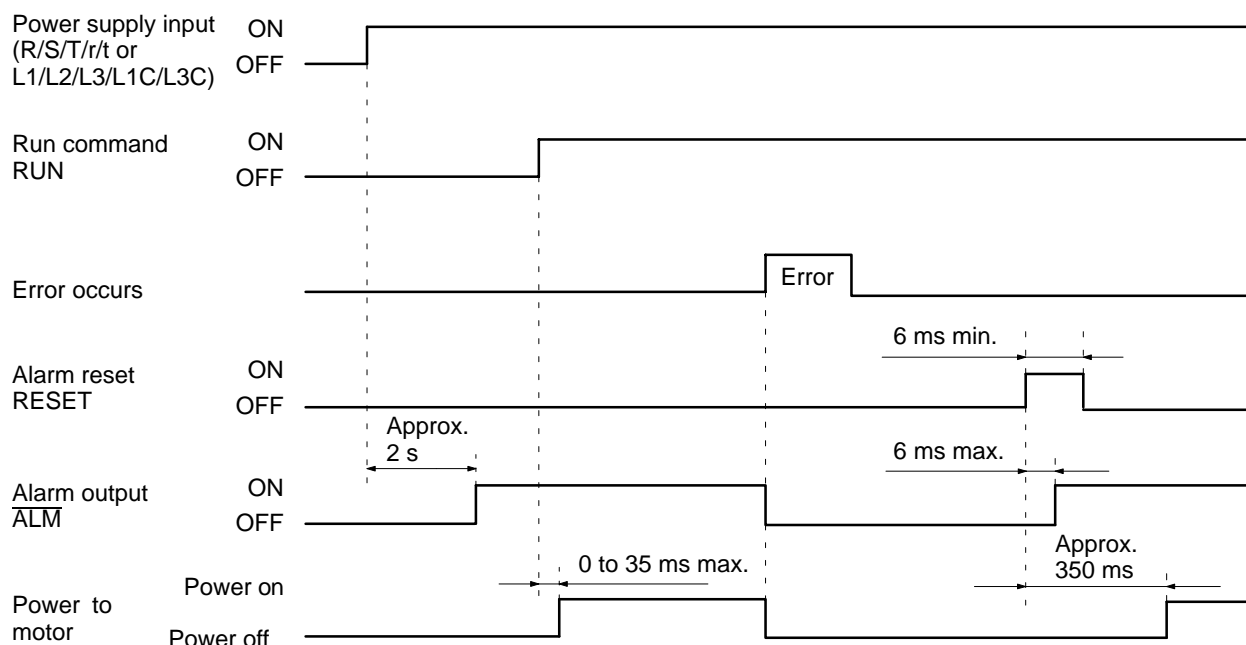 Power supply input
(R/S/T/r/t or
L1/L2/L3/L1C/L3C)
ON
OFF
Run command
RUN
ON
OFF
Error occurs
Error
6 ms min.
Alarm reset
RESET
ON
OFF
Approx.
2 s
6 ms max.
Alarm output
ALM
ON
OFF
0 to 35 ms max.
Approx.
350 ms
Power to
motor
Power on
Power off